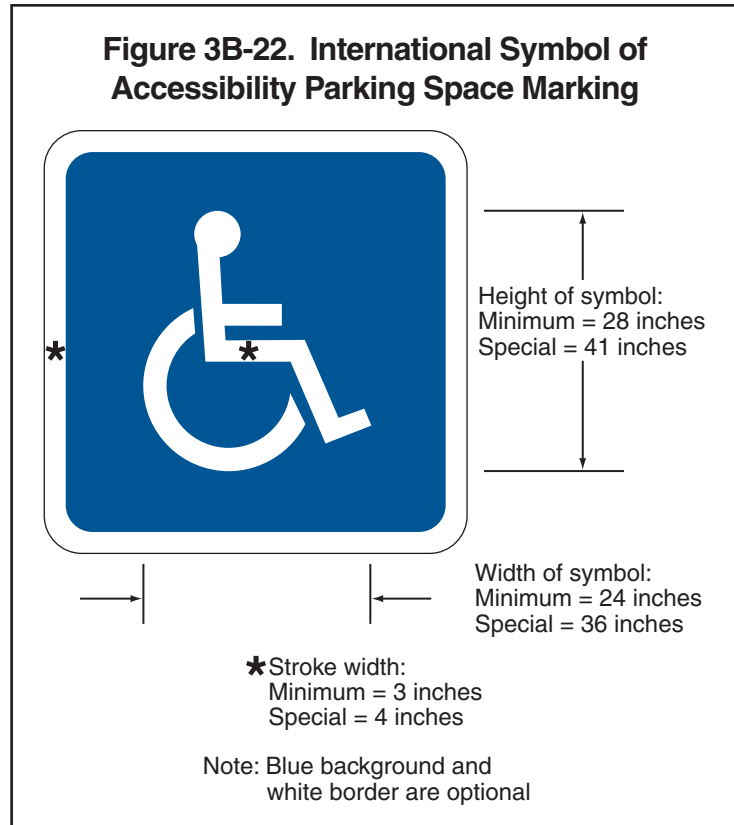 Figure 3B-22. International Symbol of
Accessibility Parking Space Marking
Height of symbol:
Minimum = 28 inches
Special = 41 inches
Width of symbol:
Minimum = 24 inches
Special = 36 inches
* Stroke width:
Minimum = 3 inches
Special = 4 inches
Note: Blue background and
white border are optional